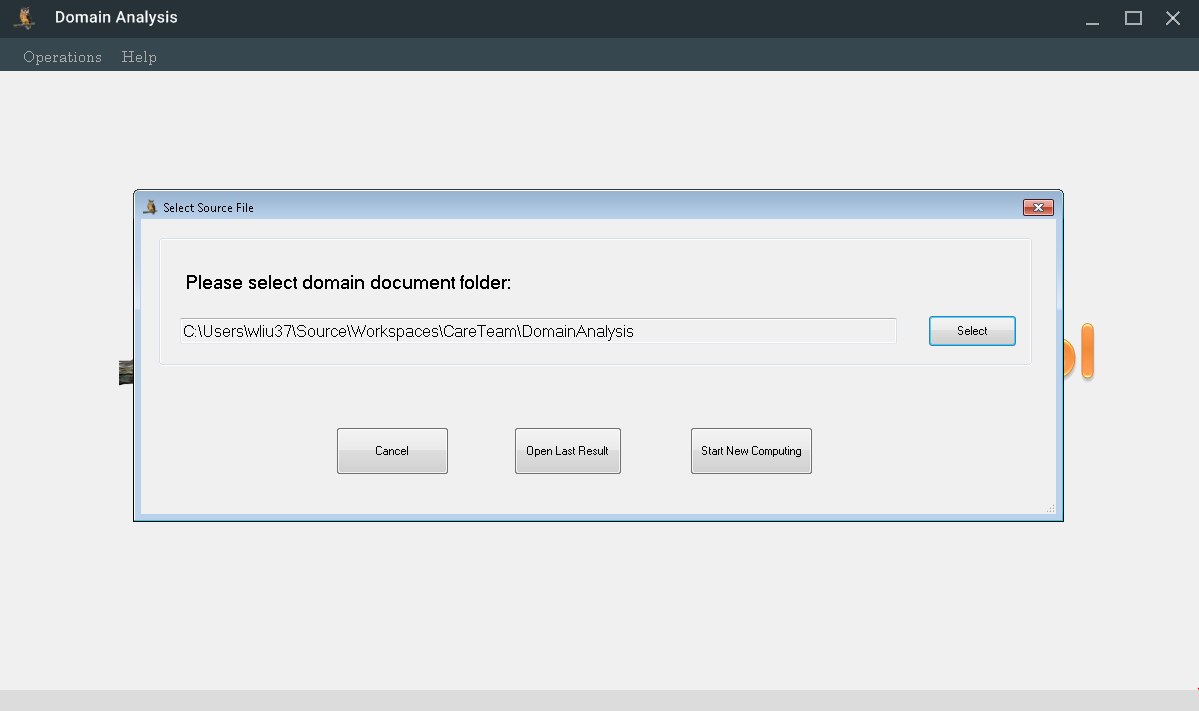 Domain Analysis
Operations Help
Select Source File
Please select domain document folder:
C:\Users\wliu37\Source\Workspaces\CareTeam\DomainAnalysis
Select
Cancel
Open Last Result
Start New Computing